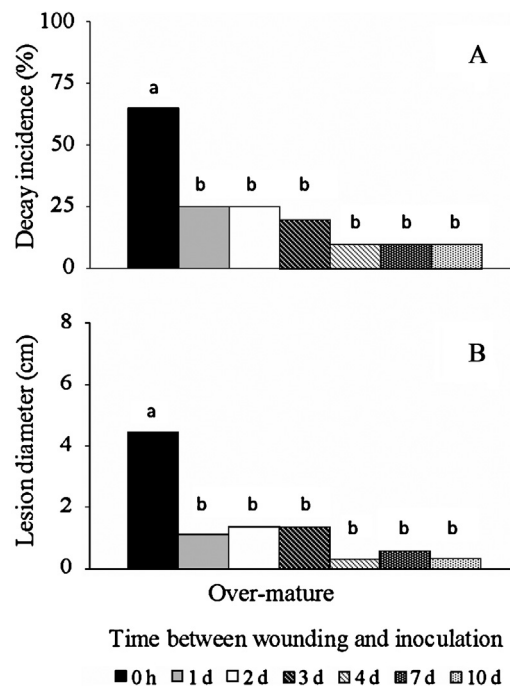 100
A
a
75
Decay incidence (%)
50
b b b
25
b b b
0
8
B
6
Lesion diameter (cm)
a
4
2
b b b
b b b
0
Over-mature
Time between wounding and inoculation
0 h 1 d 2 d 3 d 4 d 7 d 10 d